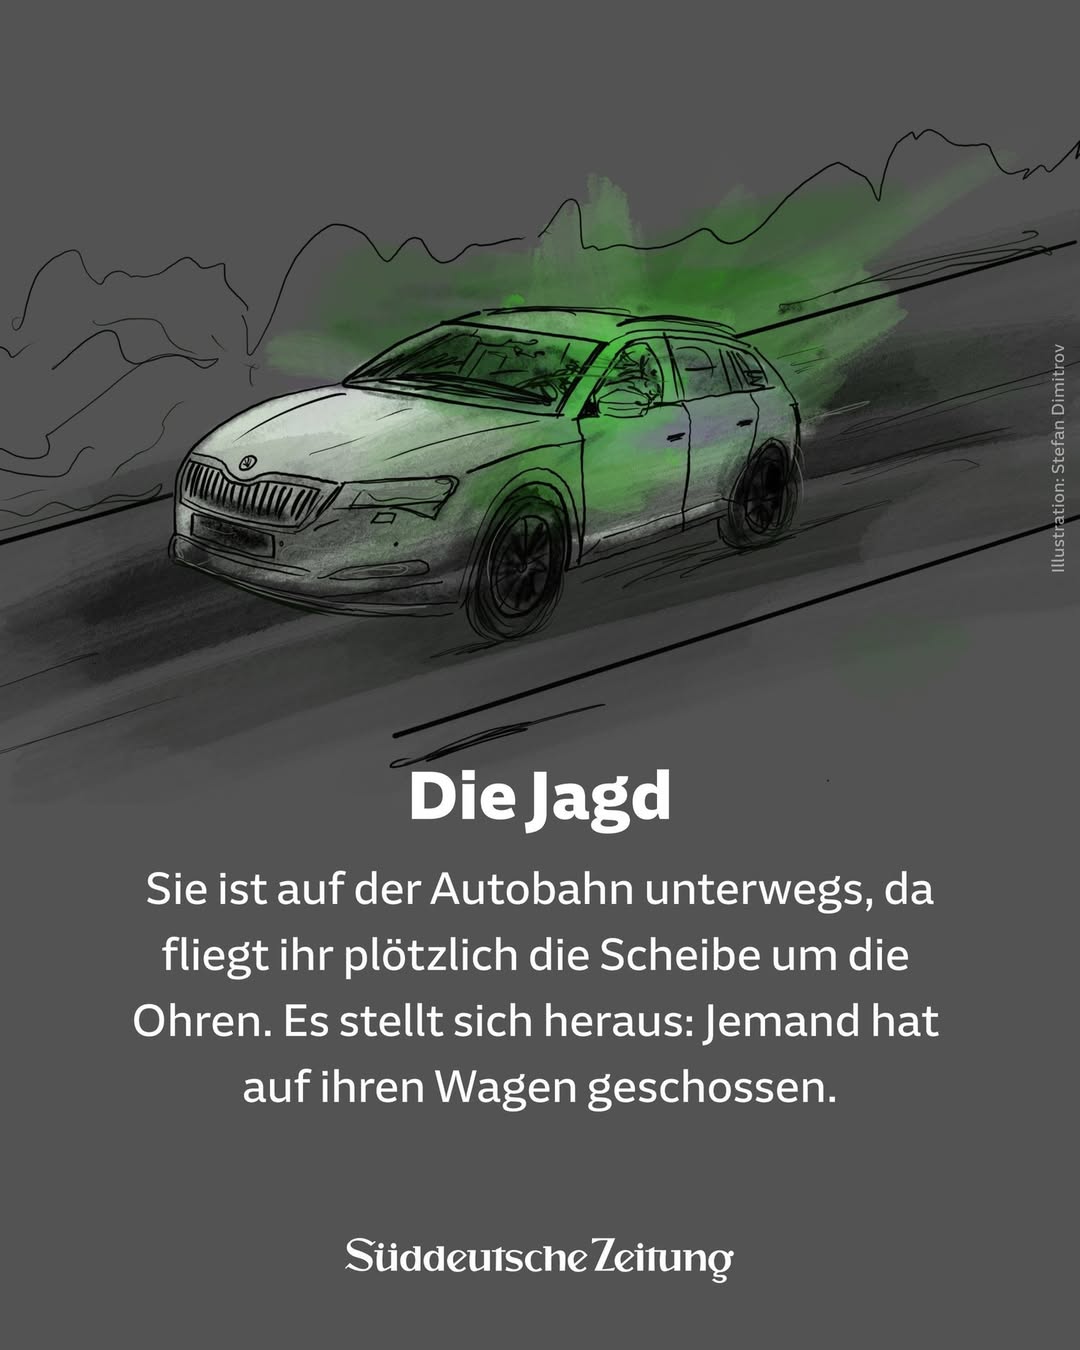 Illustration: Stefan Dimitrov
Die Jagd
Sie ist auf der Autobahn unterwegs, da
fliegt ihr plötzlich die Scheibe um die
Ohren. Es stellt sich heraus: Jemand hat
auf ihren Wagen geschossen.
Süddeutsche Zeitung